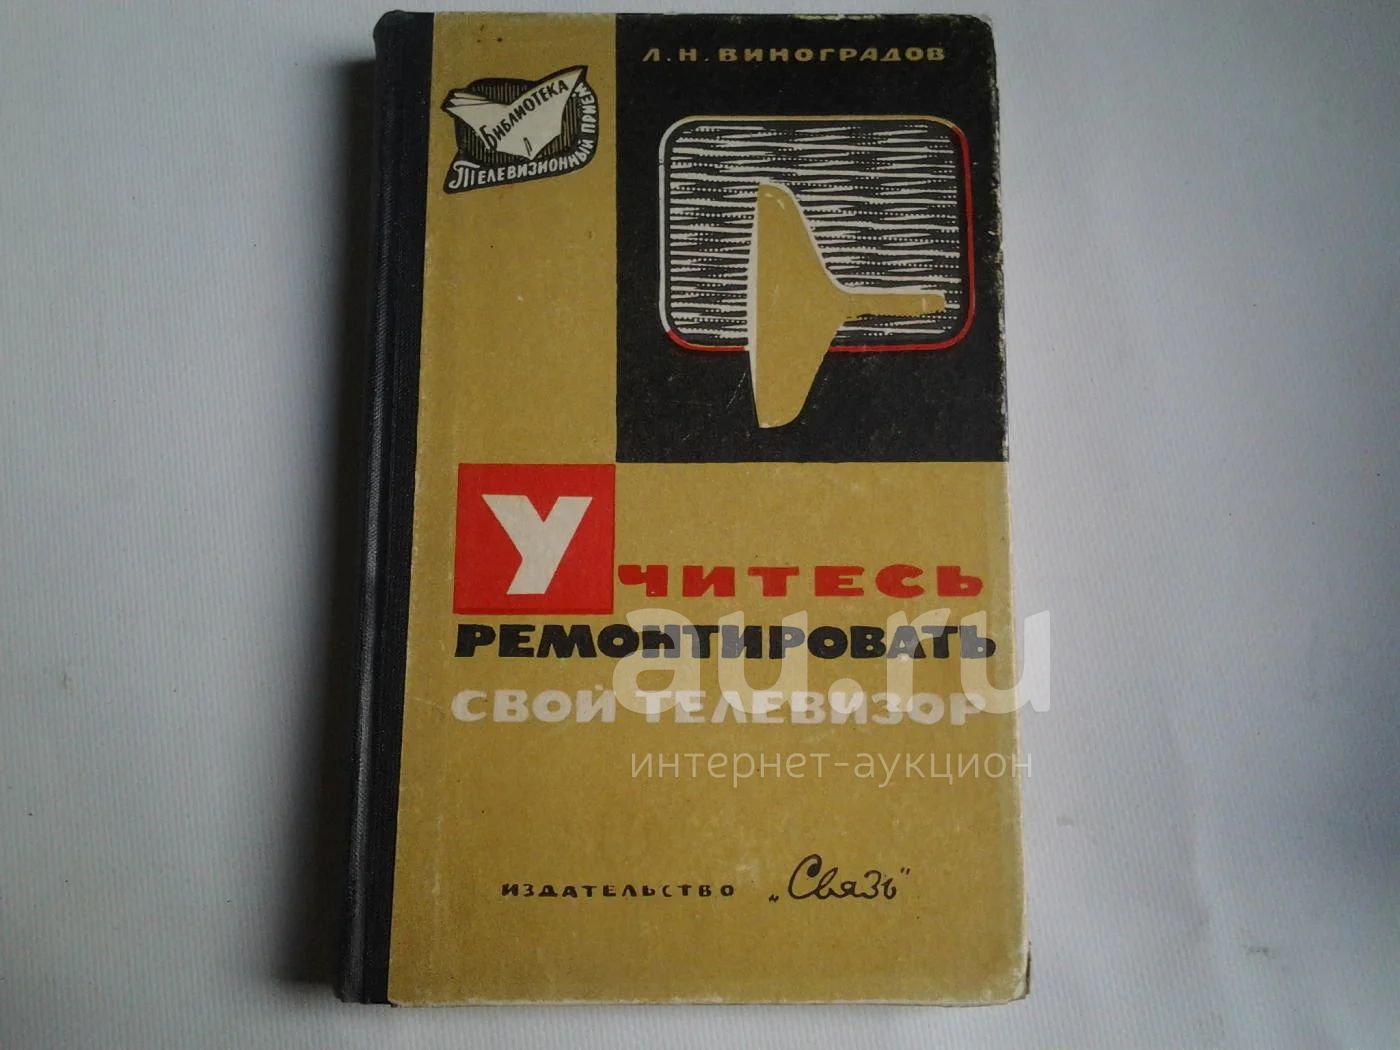 Л.Н. ВИНОГРАДОВ
БИБЛИОТЕКА
ТЕЛЕВИЗИОННЫЙ ПРИЕМ
УЧИТЕСЬ
РЕМОНТИРОВАТЬ
СВОЙ ТЕЛЕВИЗОР
au.ru
интернет-аукцион
ИЗДАТЕЛЬСТВО „Связь"